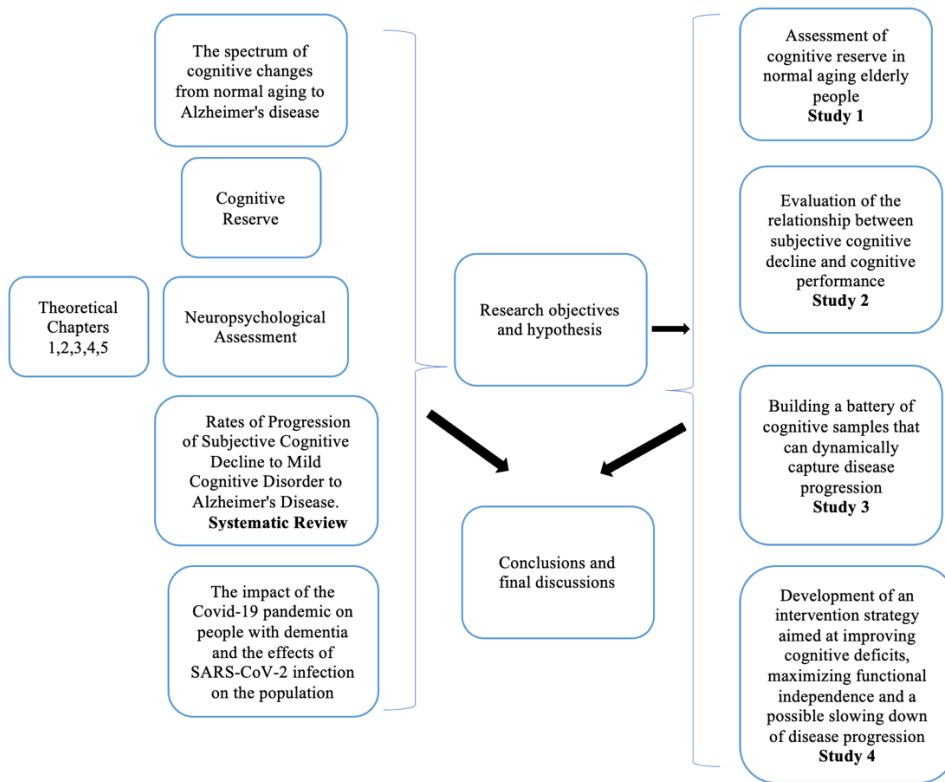 The spectrum of
cognitive changes
from normal aging to
Alzheimer's disease
Cognitive
Reserve
Theoretical
Chapters
1,2,3,4,5
Neuropsychological
Assessment
Rates of Progression
of Subjective Cognitive
Decline to Mild
Cognitive Disorder to
Alzheimer's Disease.
Systematic Review
The impact of the
Covid-19 pandemic on
people with dementia
and the effects of
SARS-CoV-2 infection
on the population
Research objectives
and hypothesis
Conclusions and
final discussions
Assessment of
cognitive reserve in
normal aging elderly
people
Study 1
Evaluation of the
relationship between
subjective cognitive
decline and cognitive
performance
Study 2
Building a battery of
cognitive samples that
can dynamically
capture disease
progression
Study 3
Development of an
intervention strategy
aimed at improving
cognitive deficits,
maximizing functional
independence and a
possible slowing down
of disease progression
Study 4